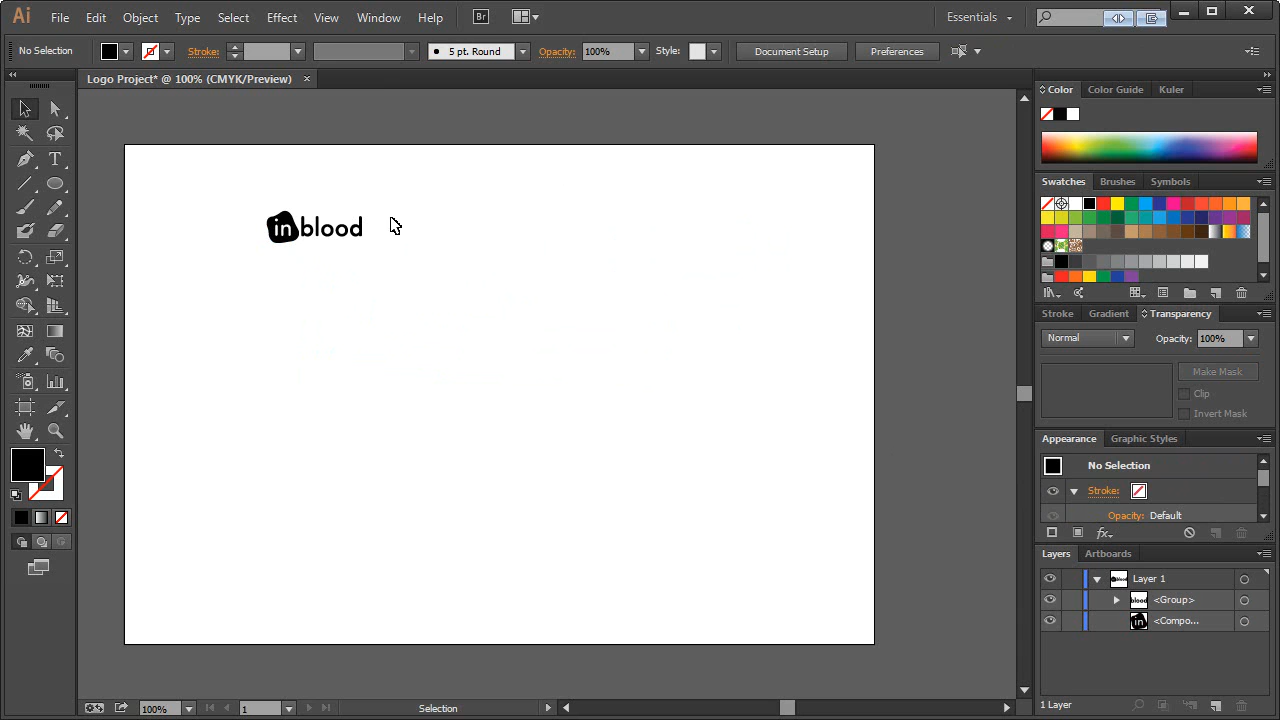 Ai File Edit Object Type Select Effect View Window Help Br Essentials
No Selection Stroke: 5 pt. Round Opacity: 100% Style: Document Setup Preferences
Logo Project* @ 100% (CMYK/Preview)
Color Color Guide Kuler
Swatches Brushes Symbols
inblood
Stroke Gradient Transparency
Normal Opacity: 100%
Make Mask
Clip
Invert Mask
Appearance Graphic Styles
No Selection
Stroke:
Opacity: Default
fx
Layers Artboards
Layer 1
<Group>
<Compo...
1 Layer
100% 1 Selection